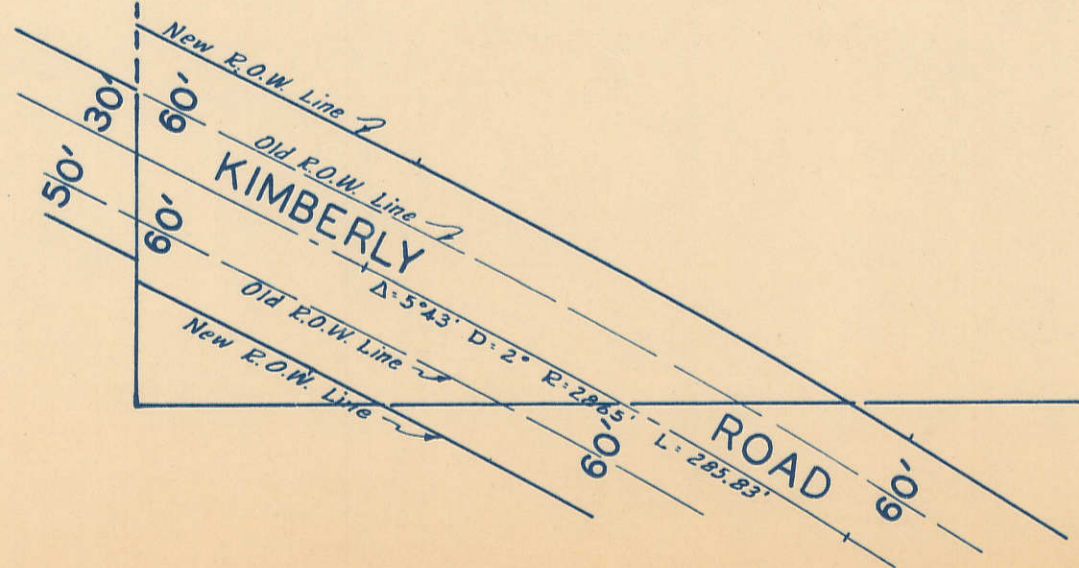 New R.O.W. Line
30'
60'
Old R.O.W. Line
KIMBERLY
50'
60'
Δ=5°43' D=2° R=2865' L=285.83'
Old R.O.W. Line
New R.O.W. Line
60'
ROAD
60'